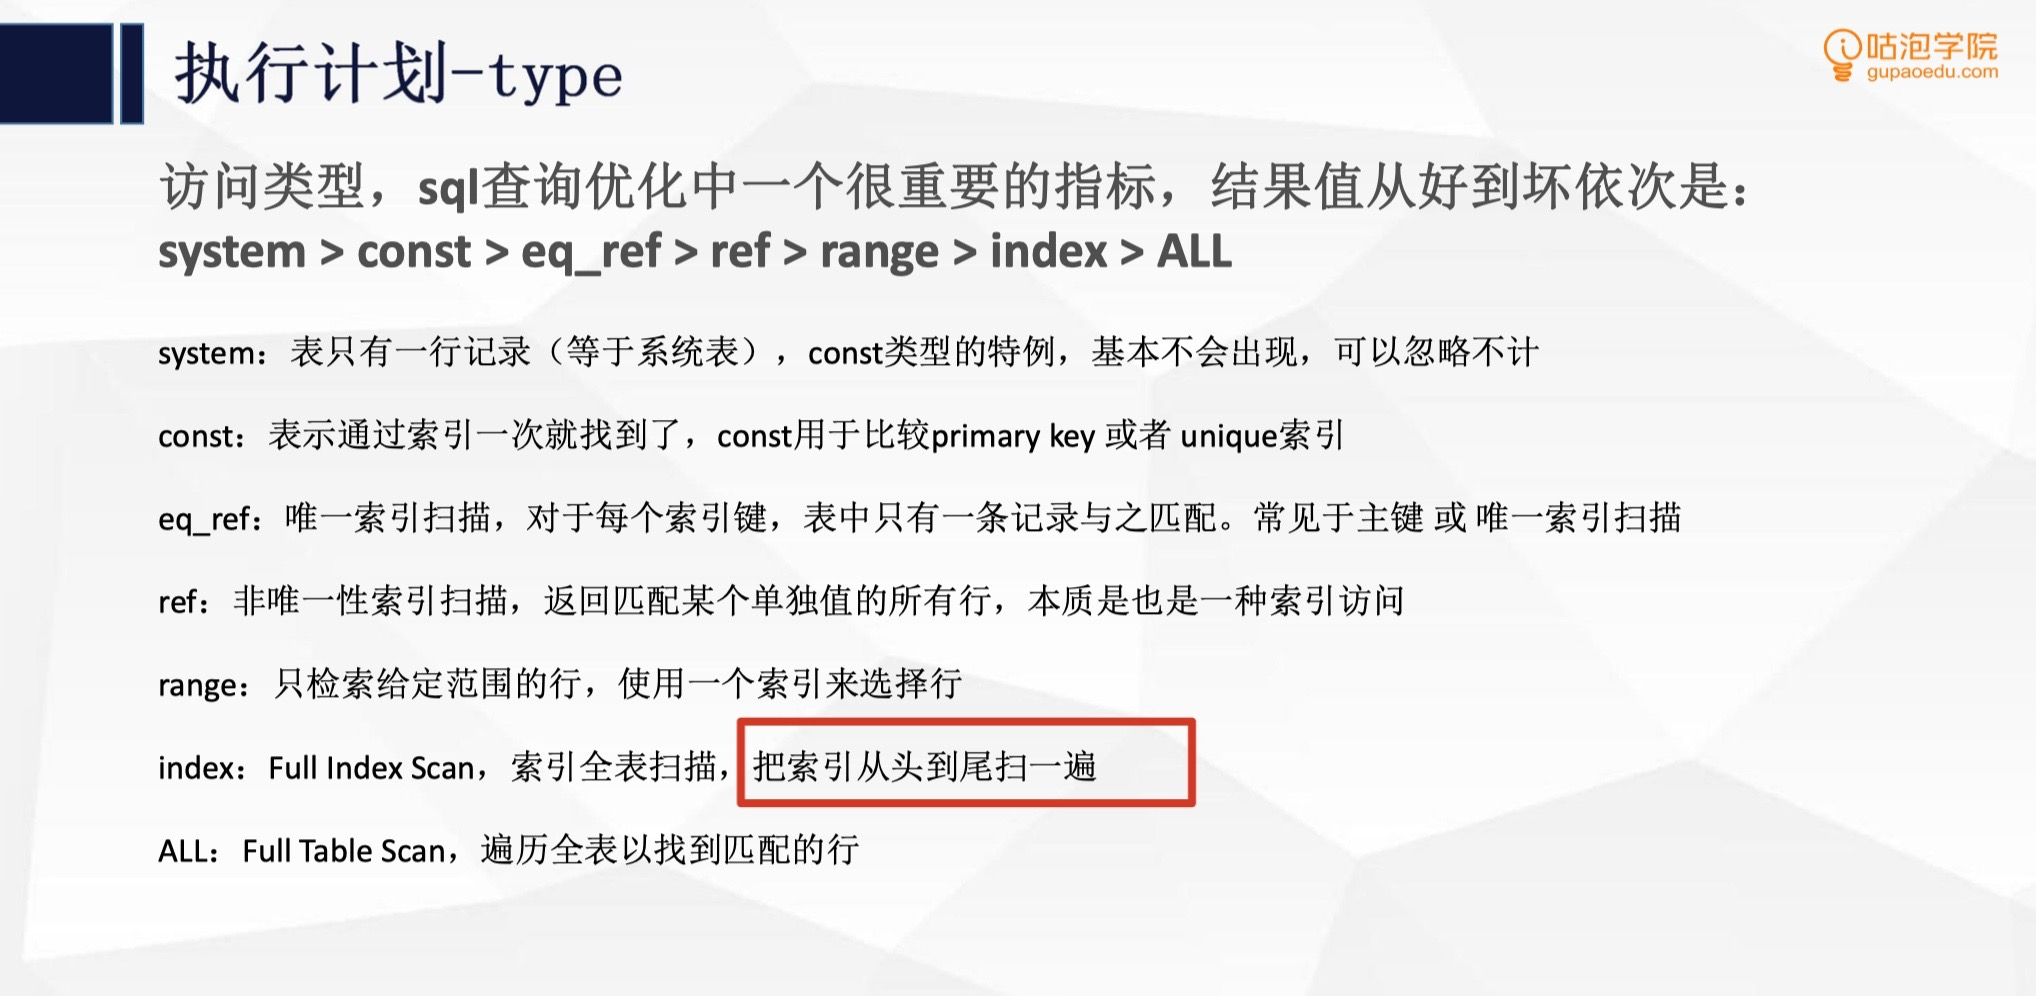 执行计划-type
咕泡学院
gupaoedu.com
访问类型，sql查询优化中一个很重要的指标，结果值从好到坏依次是：
system > const > eq_ref > ref > range > index > ALL
system：表只有一行记录（等于系统表），const类型的特例，基本不会出现，可以忽略不计
const：表示通过索引一次就找到了，const用于比较primary key 或者 unique索引
eq_ref：唯一索引扫描，对于每个索引键，表中只有一条记录与之匹配。常见于主键 或 唯一索引扫描
ref：非唯一性索引扫描，返回匹配某个单独值的所有行，本质是也是一种索引访问
range：只检索给定范围的行，使用一个索引来选择行
index：Full Index Scan，索引全表扫描，把索引从头到尾扫一遍
ALL：Full Table Scan，遍历全表以找到匹配的行